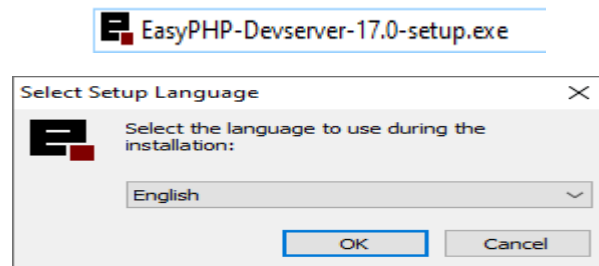 EasyPHP-Devserver-17.0-setup.exe
Select Setup Language
Select the language to use during the
installation:
English
OK
Cancel